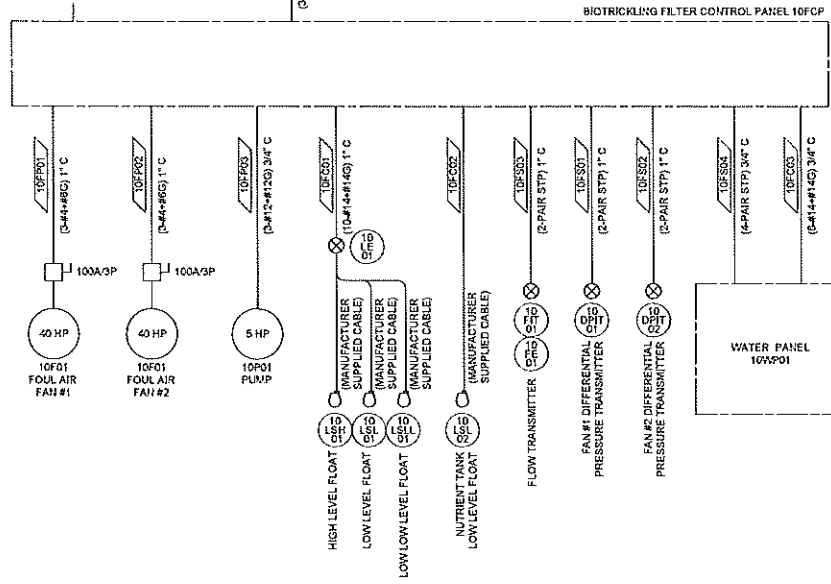 BIOTRICKLING FILTER CONTROL PANEL 10FCP
10FP01
(3-#4+#8G) 1" C
10FP02
(3-#4+#6G) 1" C
10FP03
(3-#12+#12G) 3/4" C
10FC01
(10-#14+#14G) 1" C
10FC02
10FS03
(2-PAIR STP) 1" C
10FS01
(2-PAIR STP) 1" C
10FS02
(2-PAIR STP) 1" C
10FS04
(4-PAIR STP) 3/4" C
10FC03
(6-#14+#14G) 3/4" C
100A/3P
100A/3P
10
LE
01
40 HP
10F01
FOUL AIR
FAN #1
40 HP
10F01
FOUL AIR
FAN #2
5 HP
10P01
PUMP
(MANUFACTURER
SUPPLIED CABLE)
(MANUFACTURER
SUPPLIED CABLE)
(MANUFACTURER
SUPPLIED CABLE)
(MANUFACTURER
SUPPLIED CABLE)
10
LSH
01
HIGH LEVEL FLOAT
10
LSL
01
LOW LEVEL FLOAT
10
LSLL
01
LOW LOW LEVEL FLOAT
10
LSL
02
NUTRIENT TANK
LOW LEVEL FLOAT
10
FIT
01
10
FE
01
FLOW TRANSMITTER
10
DPIT
01
FAN #1 DIFFERENTIAL
PRESSURE TRANSMITTER
10
DPIT
02
FAN #2 DIFFERENTIAL
PRESSURE TRANSMITTER
WATER PANEL
10WP01